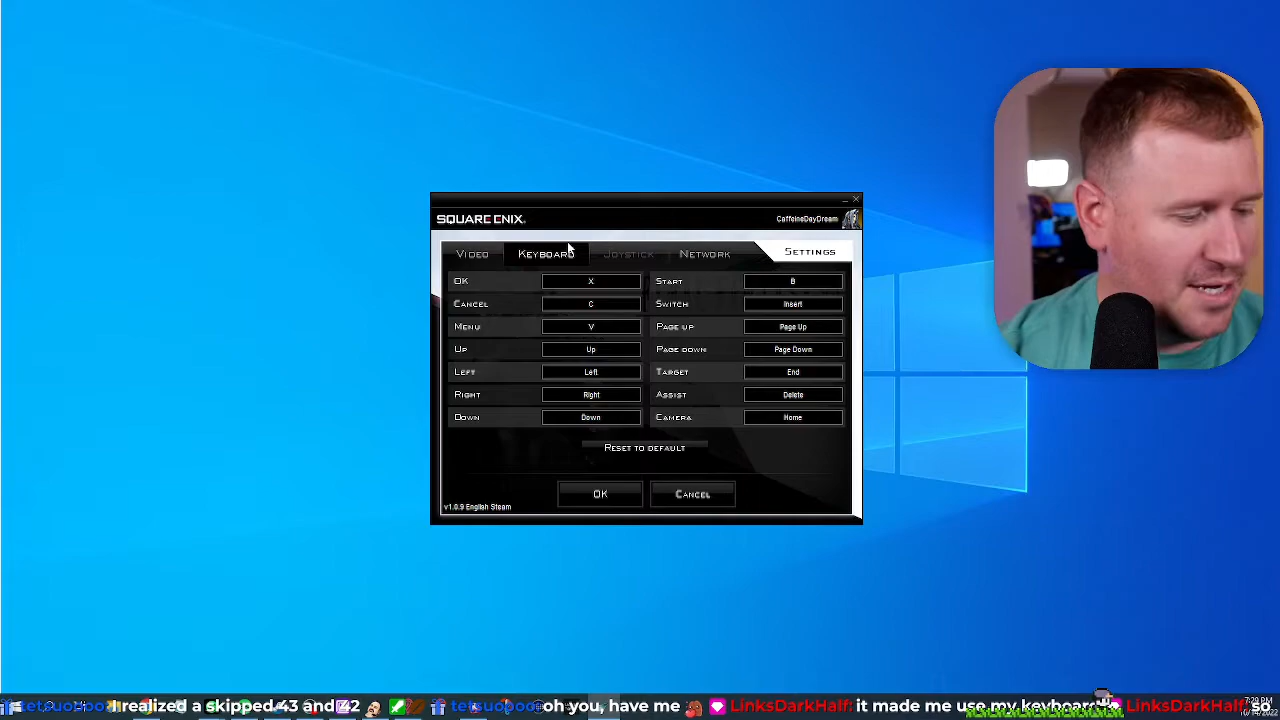 SQUARE ENIX.
CaffeineDayDream
VIDEO
KEYBOARD
JOYSTICK
NETWORK
SETTINGS
OK X
CANCEL C
MENU V
UP Up
LEFT Left
RIGHT Right
DOWN Down
START B
SWITCH Insert
PAGE UP Page Up
PAGE DOWN Page Down
TARGET End
ASSIST Delete
CAMERA Home
RESET TO DEFAULT
OK
CANCEL
v1.0.9 English Steam
I realized a skipped 43 and 42 oh you, have me LinksDarkHalf: it made me use my keyboard LinksDarkHalf: so